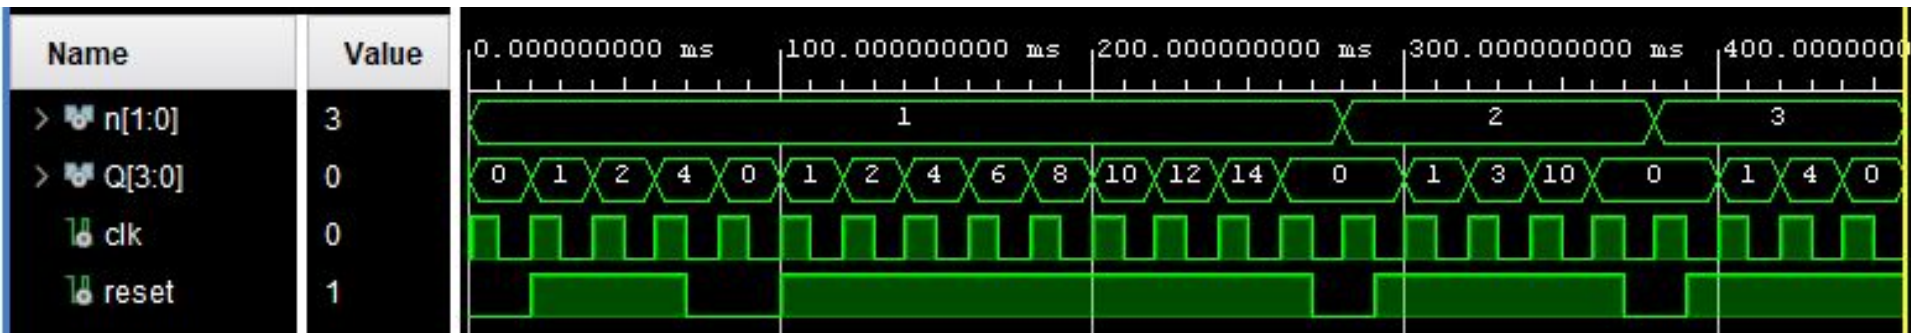 Name Value 0.000000000 ms 100.000000000 ms 200.000000000 ms 300.000000000 ms 400.0000000
n[1:0] 3 1 2 3
Q[3:0] 0 0 1 2 4 0 1 2 4 6 8 10 12 14 0 1 3 10 0 1 4 0
clk 0
reset 1